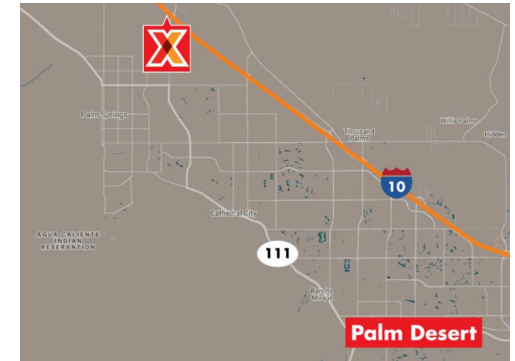 X
Palm Springs
Thousand
Palms
Willis Palms
Hidden
10
Cathedral City
AGUA CALIENTE
INDIAN
RESERVATION
111
Rancho
Mirage
Palm Desert